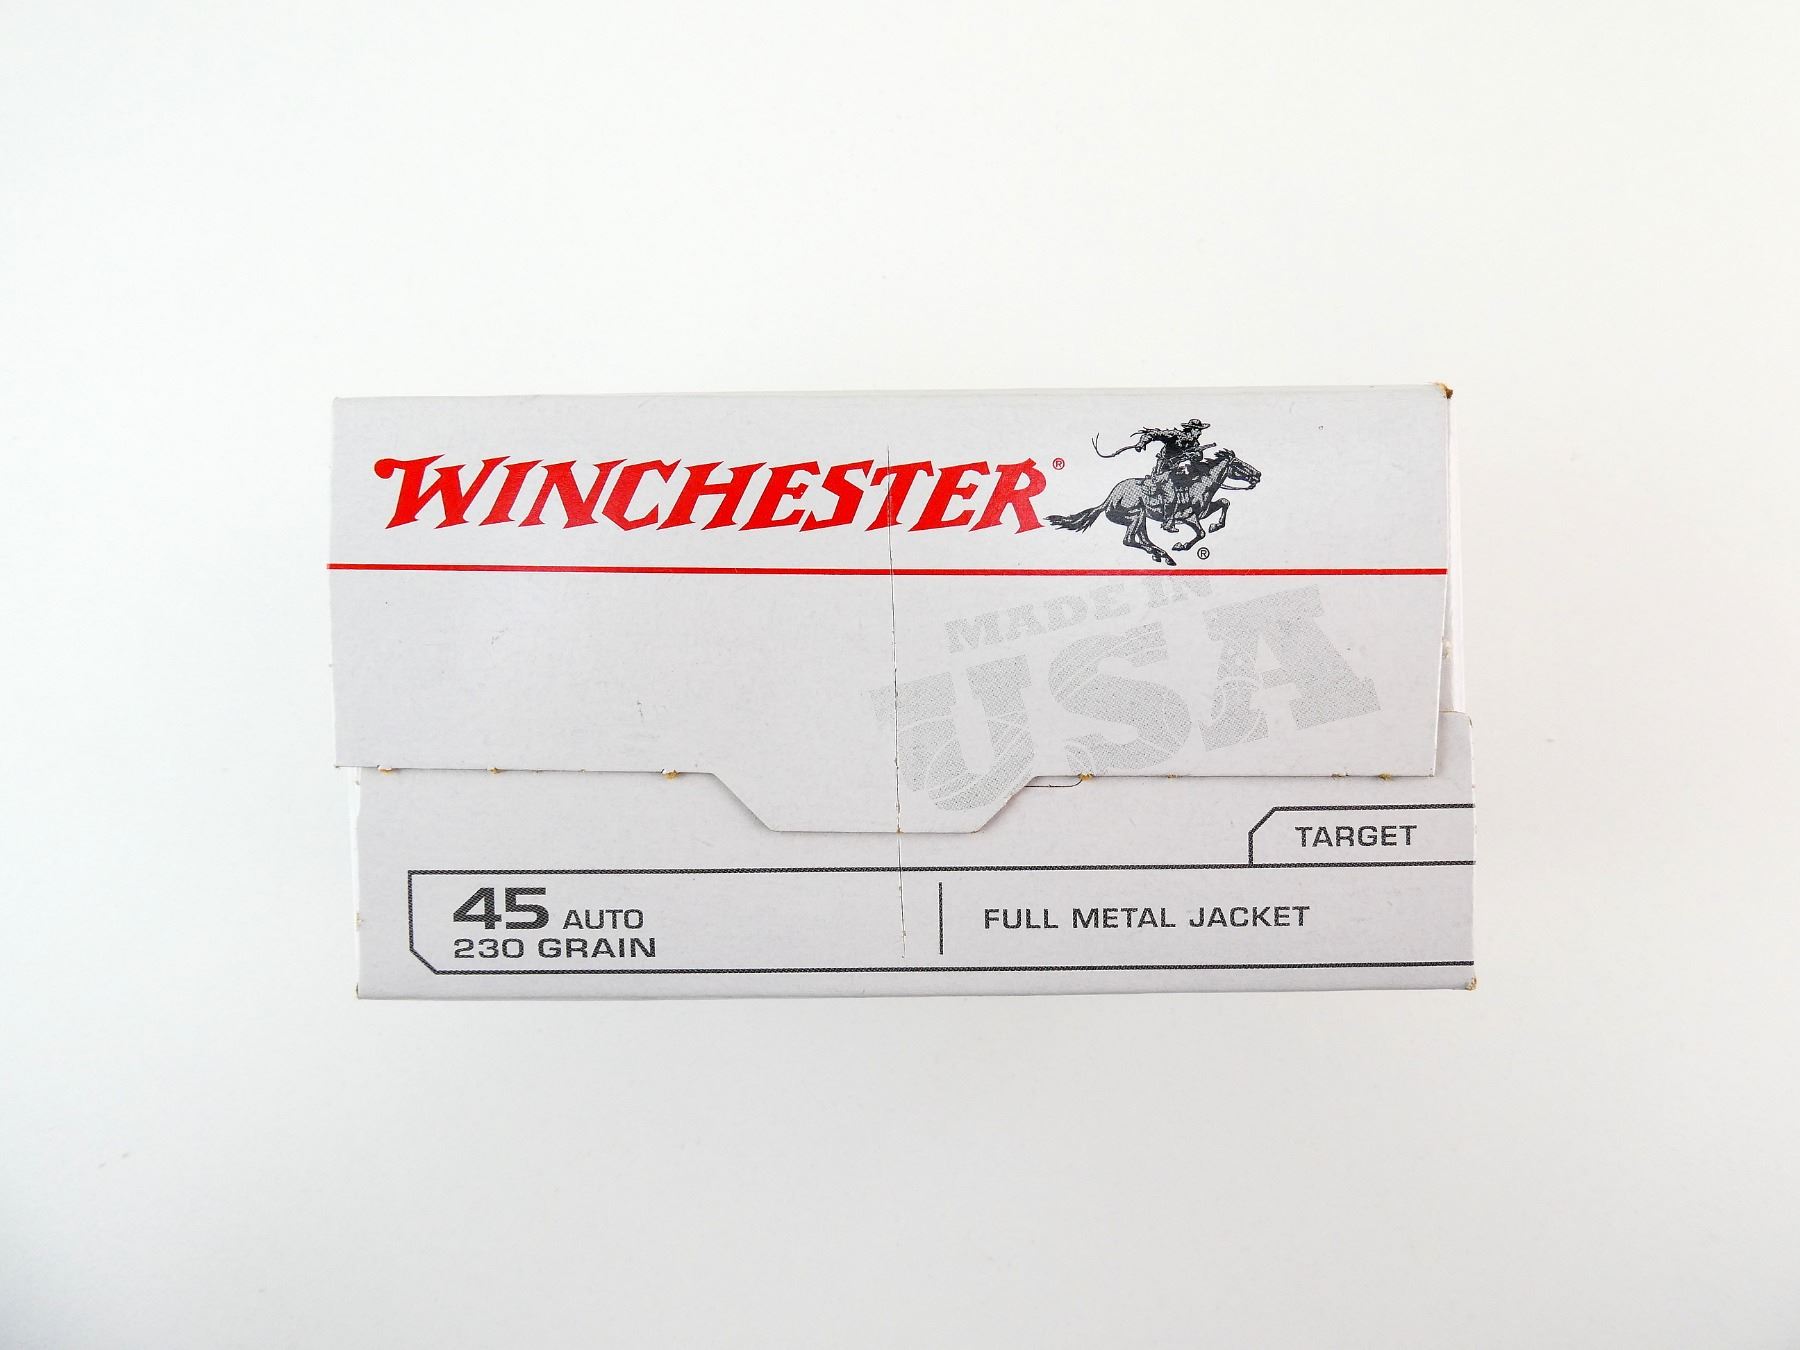 WINCHESTER®
®
MADE IN
USA
TARGET
45 AUTO
230 GRAIN
FULL METAL JACKET